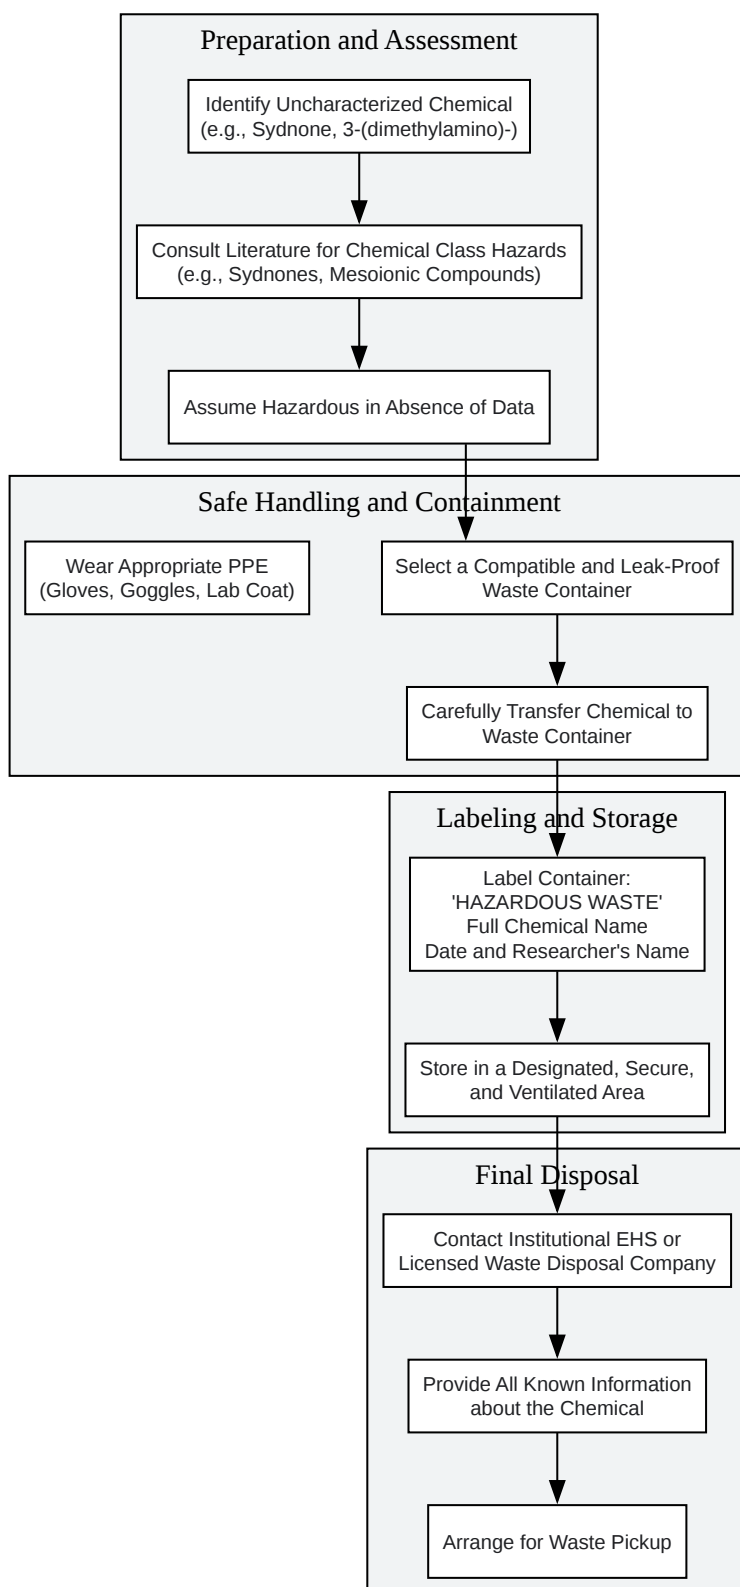 Preparation and Assessment
Identify Uncharacterized Chemical
(e.g., Sydnone, 3-(dimethylamino)-)
Consult Literature for Chemical Class Hazards
(e.g., Sydnones, Mesoionic Compounds)
Assume Hazardous in Absence of Data
Safe Handling and Containment
Wear Appropriate PPE
(Gloves, Goggles, Lab Coat)
Select a Compatible and Leak-Proof
Waste Container
Carefully Transfer Chemical to
Waste Container
Labeling and Storage
Label Container:
'HAZARDOUS WASTE'
Full Chemical Name
Date and Researcher's Name
Store in a Designated, Secure,
and Ventilated Area
Final Disposal
Contact Institutional EHS or
Licensed Waste Disposal Company
Provide All Known Information
about the Chemical
Arrange for Waste Pickup